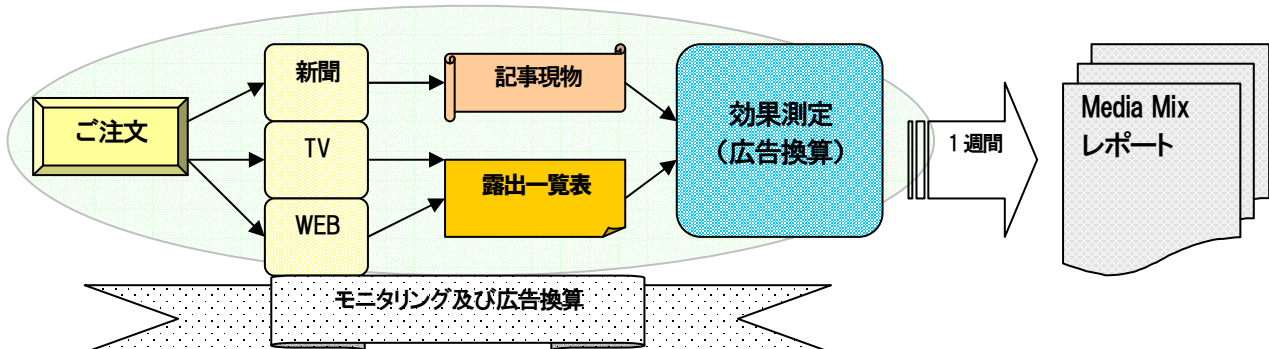 ご注文
新聞
TV
WEB
記事現物
露出一覧表
効果測定
（広告換算）
1週間
Media Mix
レポート
モニタリング及び広告換算